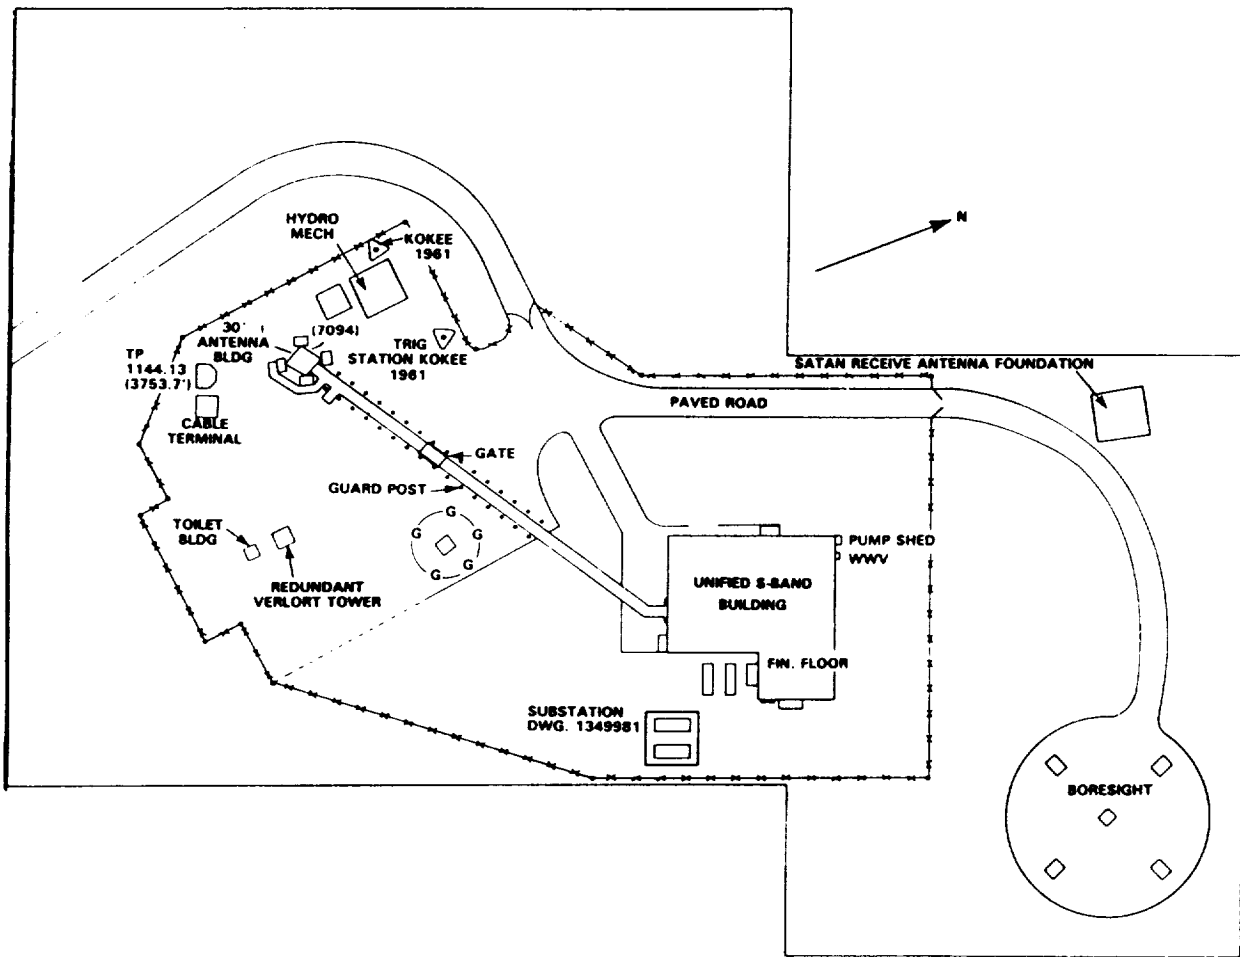 N
HYDRO
MECH
KOKEE
1961
30'
(7094)
ANTENNA
BLDG
TRIG
STATION KOKEE
1961
TP
1144.13
(3753.7')
CABLE
TERMINAL
SATAN RECEIVE ANTENNA FOUNDATION
PAVED ROAD
GATE
GUARD POST
G
G
G
G
G
TOILET
BLDG
REDUNDANT
VERLORT TOWER
PUMP SHED
WWV
UNIFIED S-BAND
BUILDING
FIN. FLOOR
SUBSTATION
DWG. 1349981
BORESIGHT